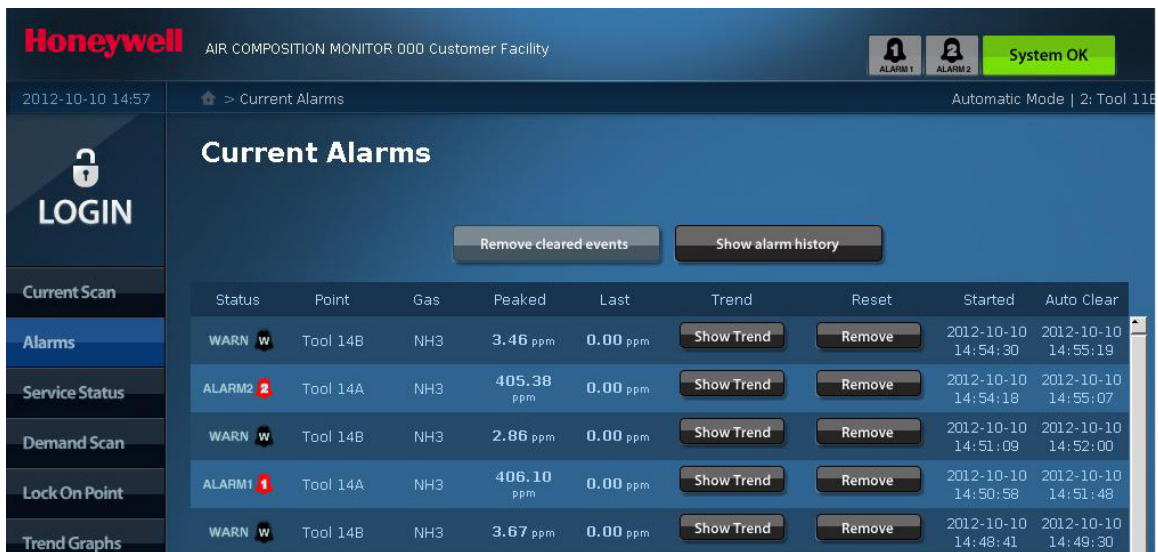 Honeywell
AIR COMPOSITION MONITOR 000 Customer Facility
1
ALARM 1
2
ALARM 2
System OK
2012-10-10 14:57
> Current Alarms
Automatic Mode | 2: Tool 11E
LOGIN
Current Alarms
Remove cleared events
Show alarm history
Current Scan
Alarms
Service Status
Demand Scan
Lock On Point
Trend Graphs
Status Point Gas Peaked Last Trend Reset Started Auto Clear
WARN W Tool 14B NH3 3.46 ppm 0.00 ppm Show Trend Remove 2012-10-10 14:54:30 2012-10-10 14:55:19
ALARM2 2 Tool 14A NH3 405.38 ppm 0.00 ppm Show Trend Remove 2012-10-10 14:54:18 2012-10-10 14:55:07
WARN W Tool 14B NH3 2.86 ppm 0.00 ppm Show Trend Remove 2012-10-10 14:51:09 2012-10-10 14:52:00
ALARM1 1 Tool 14A NH3 406.10 ppm 0.00 ppm Show Trend Remove 2012-10-10 14:50:58 2012-10-10 14:51:48
WARN W Tool 14B NH3 3.67 ppm 0.00 ppm Show Trend Remove 2012-10-10 14:48:41 2012-10-10 14:49:30